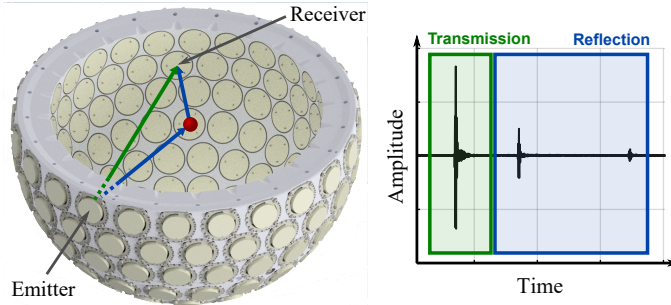 Receiver
Emitter
Transmission
Reflection
Amplitude
Time